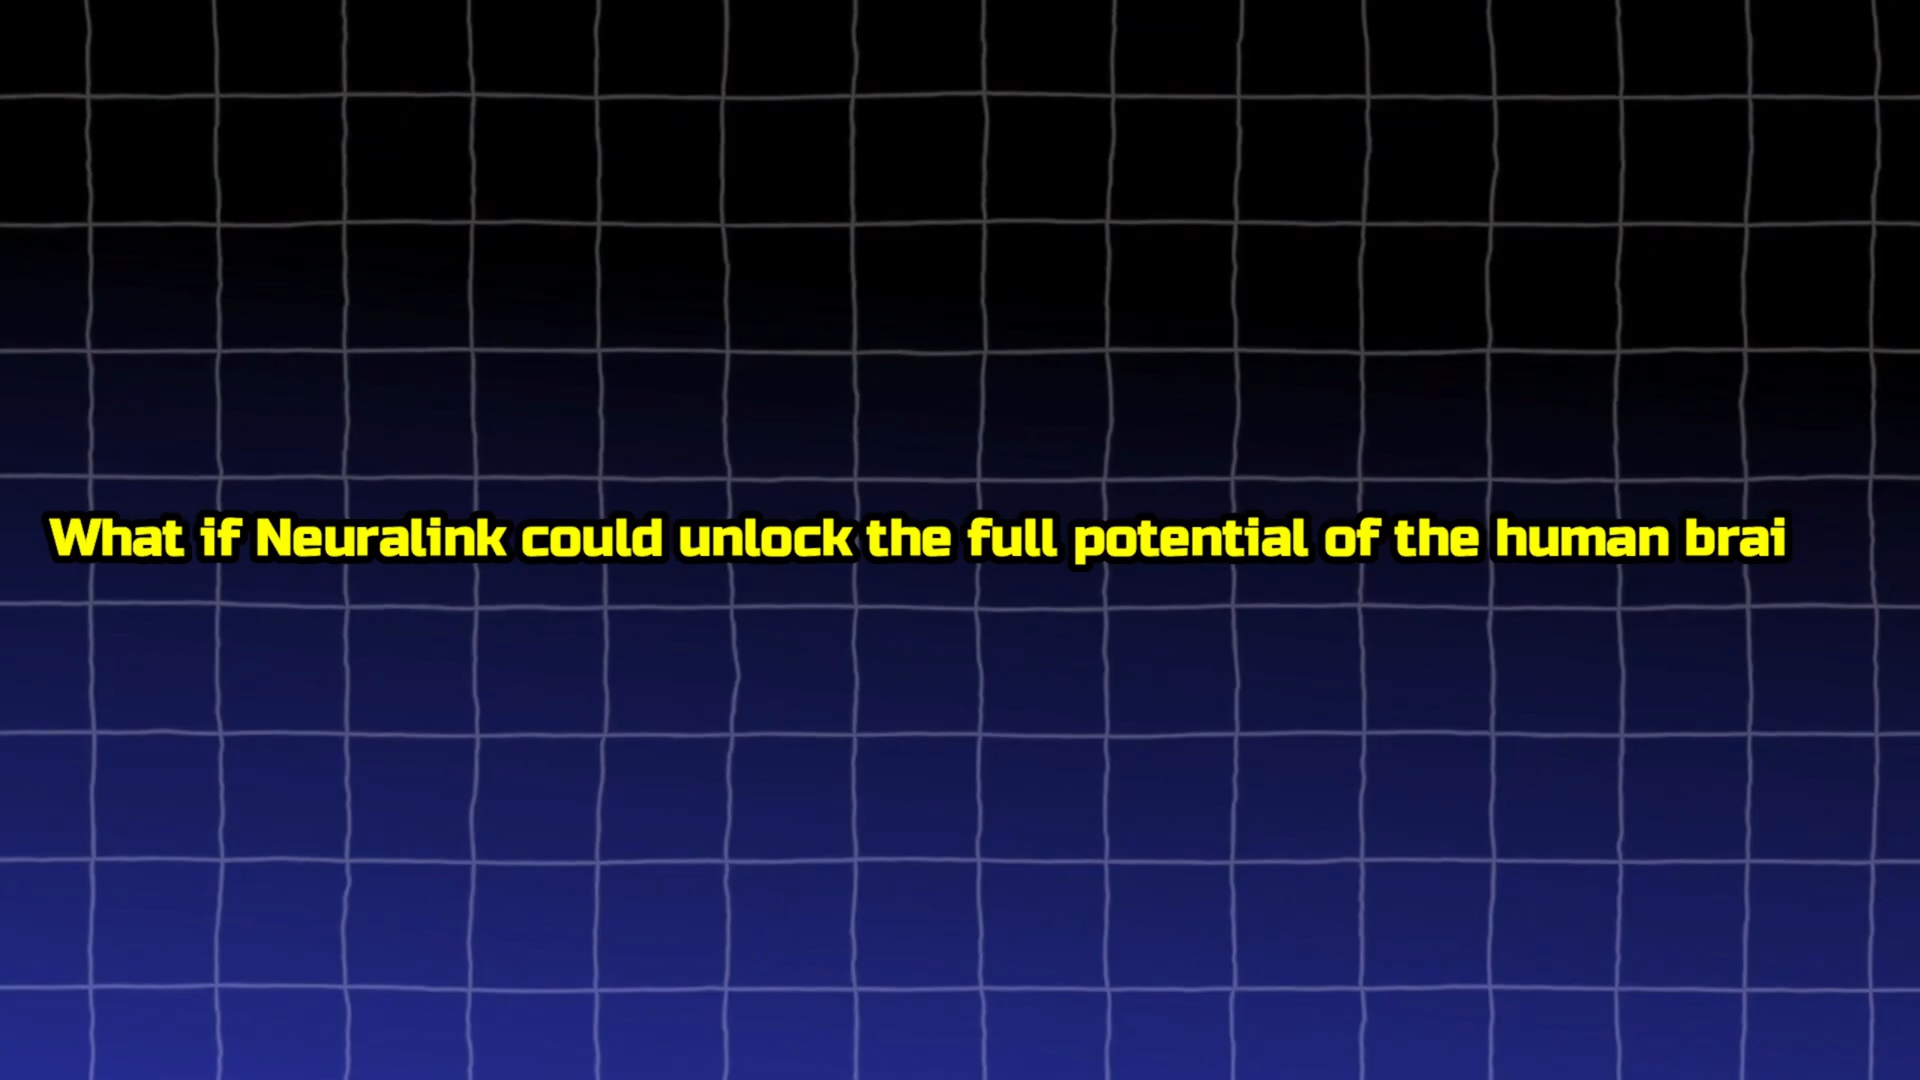 What if Neuralink could unlock the full potential of the human brai